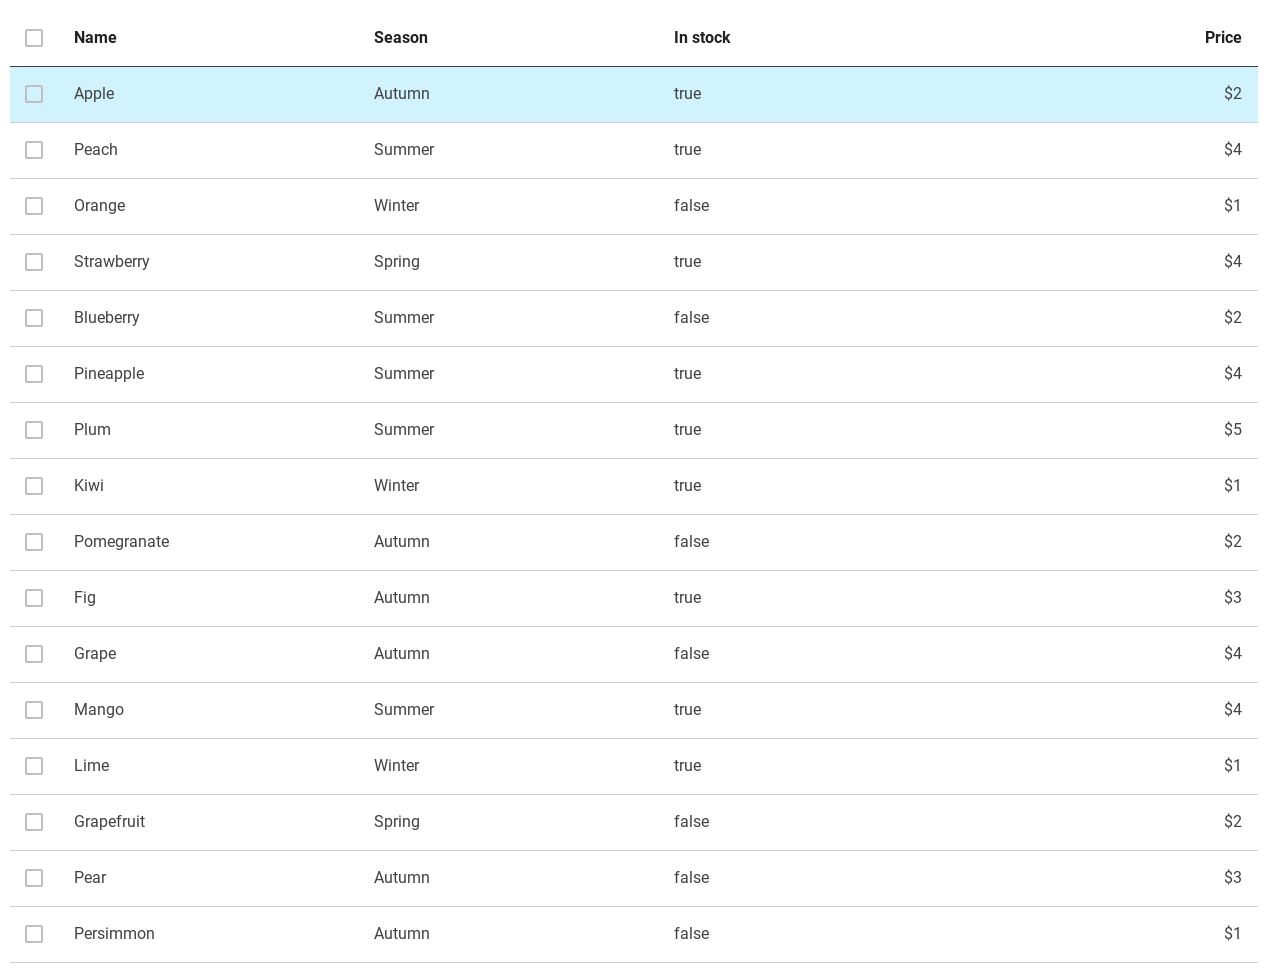 Name Season In stock Price
Apple Autumn true $2
Peach Summer true $4
Orange Winter false $1
Strawberry Spring true $4
Blueberry Summer false $2
Pineapple Summer true $4
Plum Summer true $5
Kiwi Winter true $1
Pomegranate Autumn false $2
Fig Autumn true $3
Grape Autumn false $4
Mango Summer true $4
Lime Winter true $1
Grapefruit Spring false $2
Pear Autumn false $3
Persimmon Autumn false $1